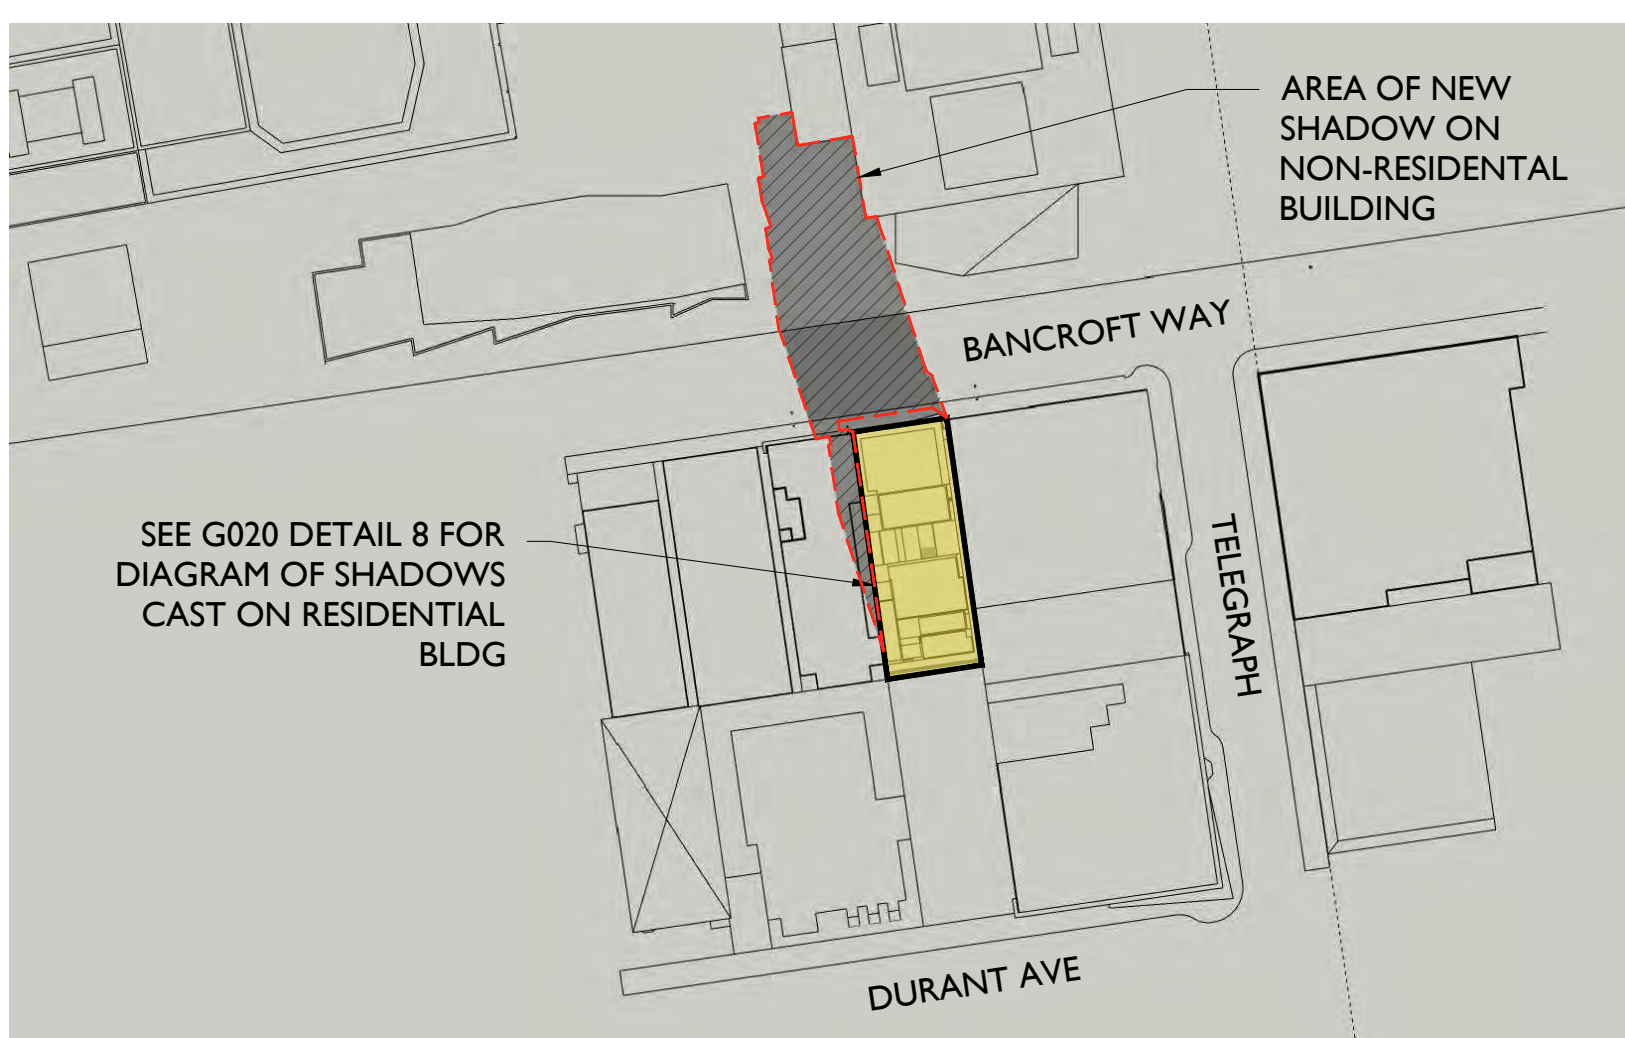 AREA OF NEW
SHADOW ON
NON-RESIDENTAL
BUILDING
BANCROFT WAY
SEE G020 DETAIL 8 FOR
DIAGRAM OF SHADOWS
CAST ON RESIDENTIAL
BLDG
TELEGRAPH
DURANT AVE